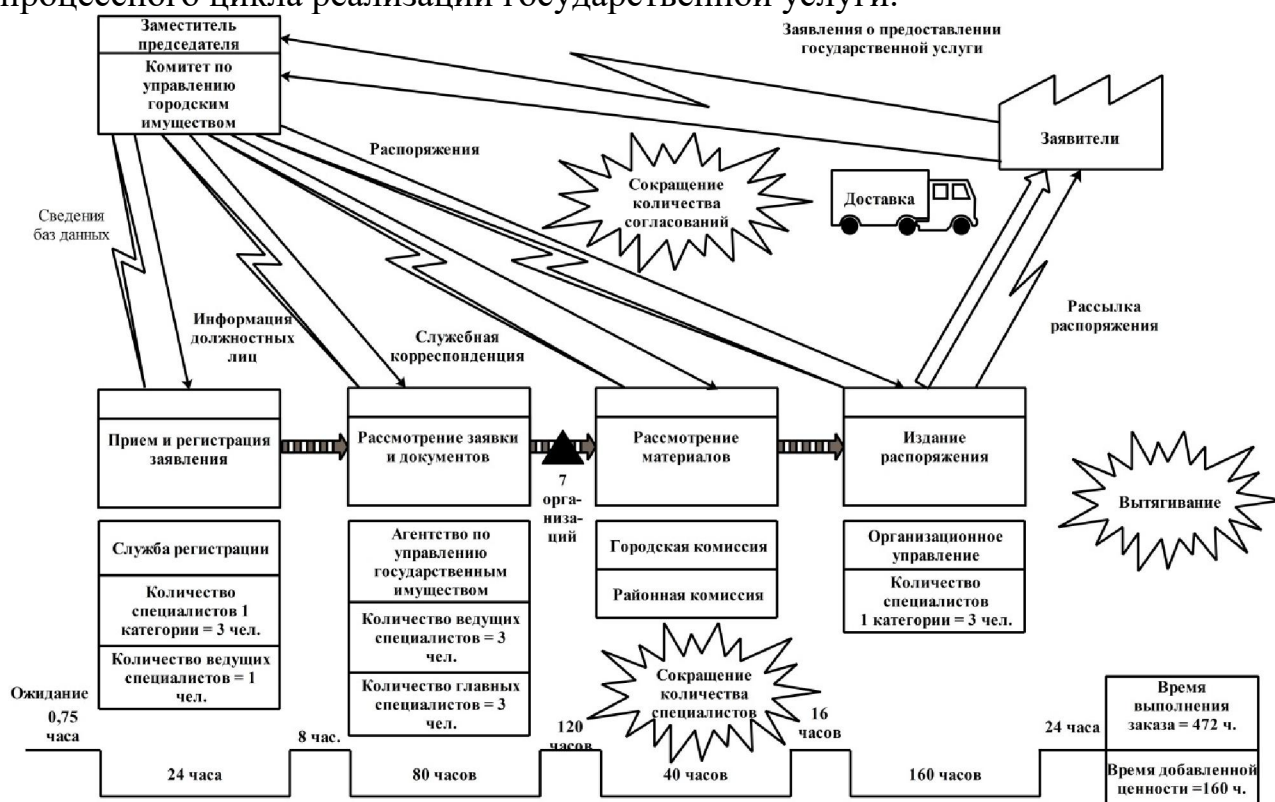 процессного цикла реализации государственной услуги.
Заместитель
председателя
Комитет по
управлению
городским
имуществом
Заявления о предоставлении
государственной услуги
Заявители
Распоряжения
Сокращение
количества
согласований
Доставка
Сведения
баз данных
Информация
должностных
лиц
Служебная
корреспонденция
Рассылка
распоряжения
Прием и регистрация
заявления
Рассмотрение заявки
и документов
7
орга-
низа-
ций
Рассмотрение
материалов
Издание
распоряжения
Вытягивание
Служба регистрации
Количество
специалистов 1
категории = 3 чел.
Количество ведущих
специалистов = 1
чел.
Агентство по
управлению
государственным
имуществом
Количество ведущих
специалистов = 3
чел.
Количество главных
специалистов = 3
чел.
Городская комиссия
Районная комиссия
Сокращение
количества
специалистов
Организационное
управление
Количество
специалистов
1 категории = 3 чел.
Ожидание
0,75
часа
24 часа
8 час.
80 часов
120
часов
40 часов
16
часов
160 часов
24 часа
Время
выполнения
заказа = 472 ч.
Время добавленной
ценности =160 ч.